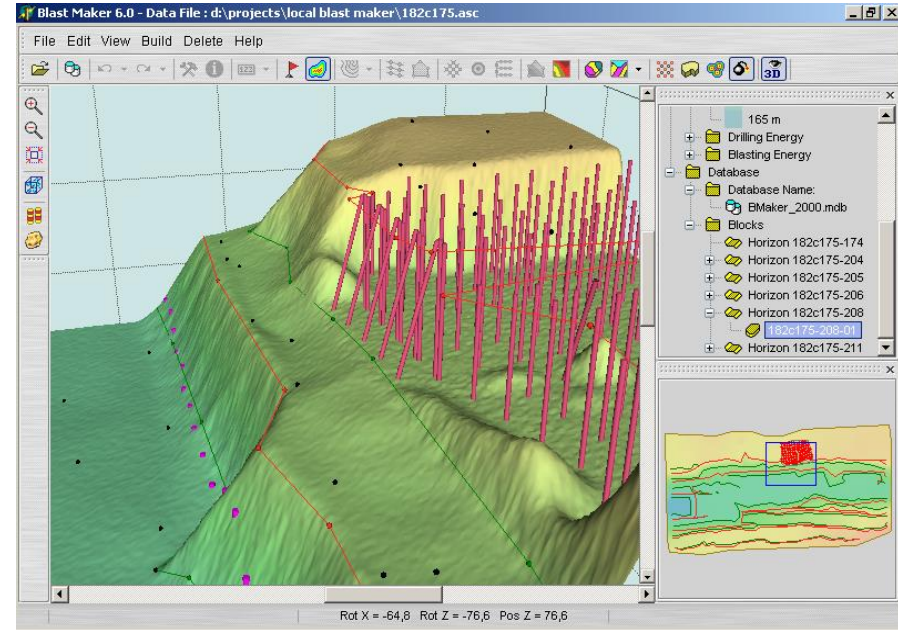 Blast Maker 6.0 - Data File : d:\projects\local blast maker\182c175.asc
File Edit View Build Delete Help
123
3D
165 m
Drilling Energy
Blasting Energy
Database
Database Name:
BMaker_2000.mdb
Blocks
Horizon 182c175-174
Horizon 182c175-204
Horizon 182c175-205
Horizon 182c175-206
Horizon 182c175-208
182c175-208-01
Horizon 182c175-211
Rot X = -64,8 Rot Z = -76,6 Pos Z = 76,6